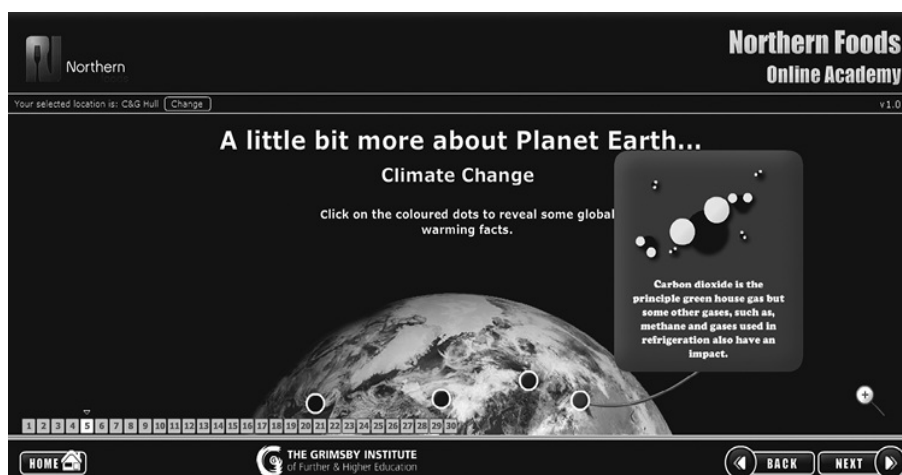 Northern
Northern Foods
Online Academy
Your selected location is: C&G Hull Change
v1.0
A little bit more about Planet Earth...
Climate Change
Click on the coloured dots to reveal some global
warming facts.
Carbon dioxide is the
principle green house gas but
some other gases, such as,
methane and gases used in
refrigeration also have an
impact.
1 2 3 4 5 6 7 8 9 10 11 12 13 14 15 16 17 18 19 20 21 22 23 24 25 26 27 28 29 30
HOME
THE GRIMSBY INSTITUTE
of Further & Higher Education
BACK
NEXT